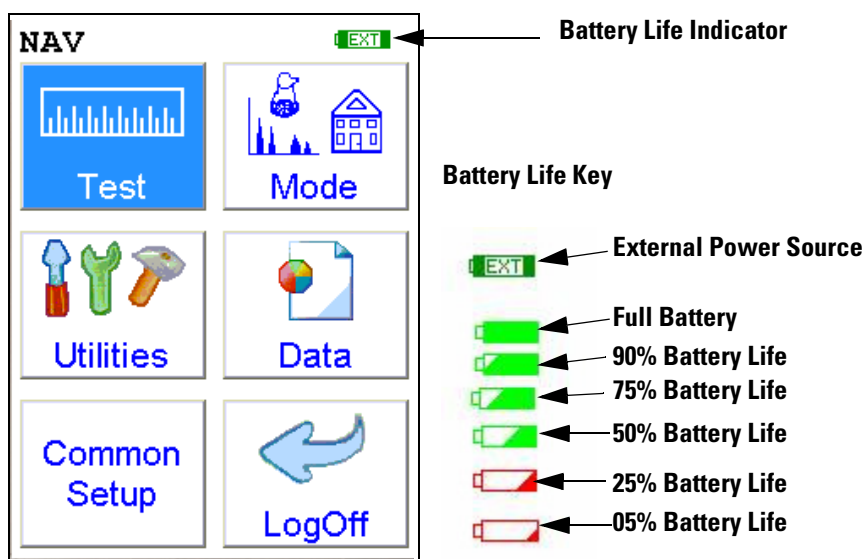 NAV
EXT
Battery Life Indicator
Test
Mode
Utilities
Data
Common
Setup
LogOff
Battery Life Key
EXT
External Power Source
Full Battery
90% Battery Life
75% Battery Life
50% Battery Life
25% Battery Life
05% Battery Life